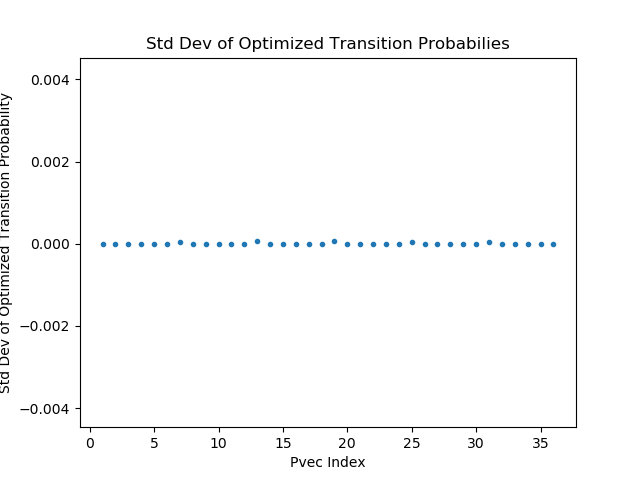 Std Dev of Optimized Transition Probabilies
Std Dev of Optimized Transition Probability
0.004
0.002
0.000
−0.002
−0.004
0 5 10 15 20 25 30 35
Pvec Index